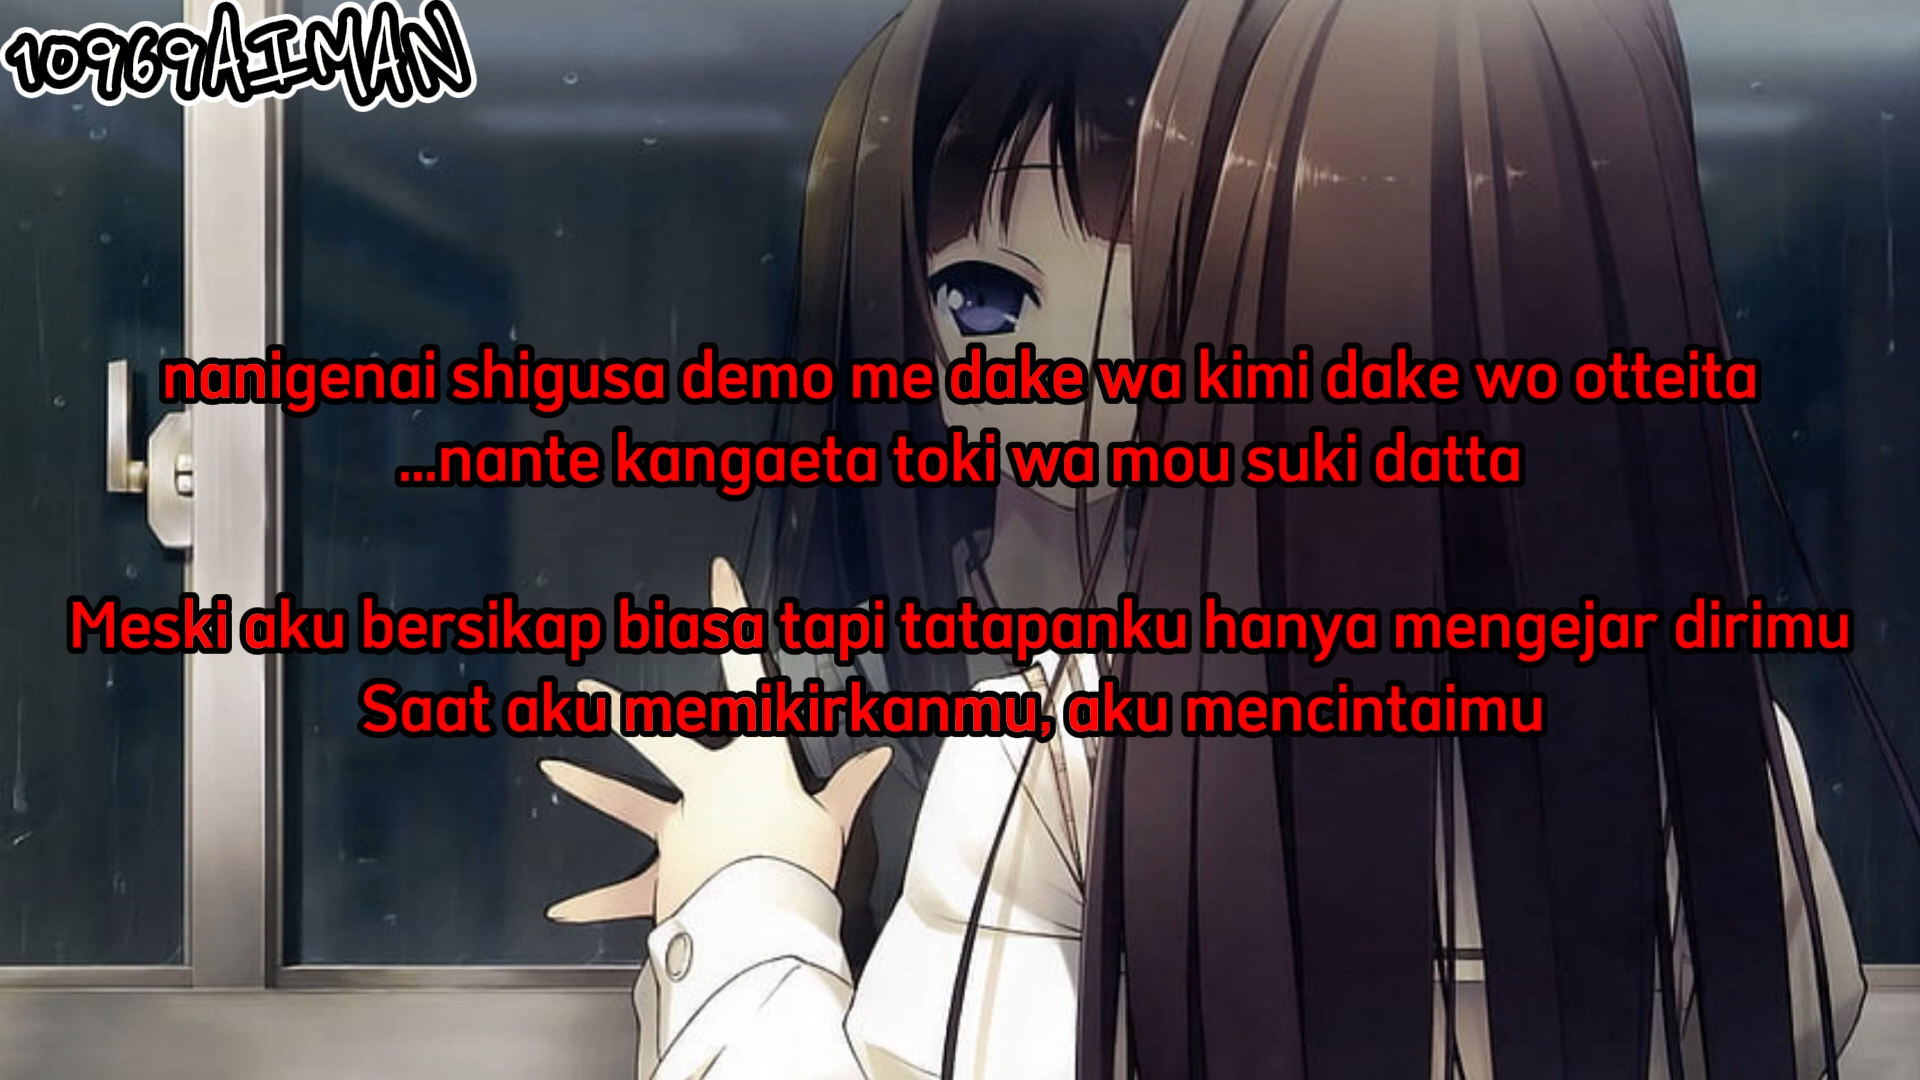 10969AIMAN
nanigenai shigusa demo me dake wa kimi dake wo otteita
...nante kangaeta toki wa mou suki datta
Meski aku bersikap biasa tapi tatapanku hanya mengejar dirimu
Saat aku memikirkanmu, aku mencintaimu